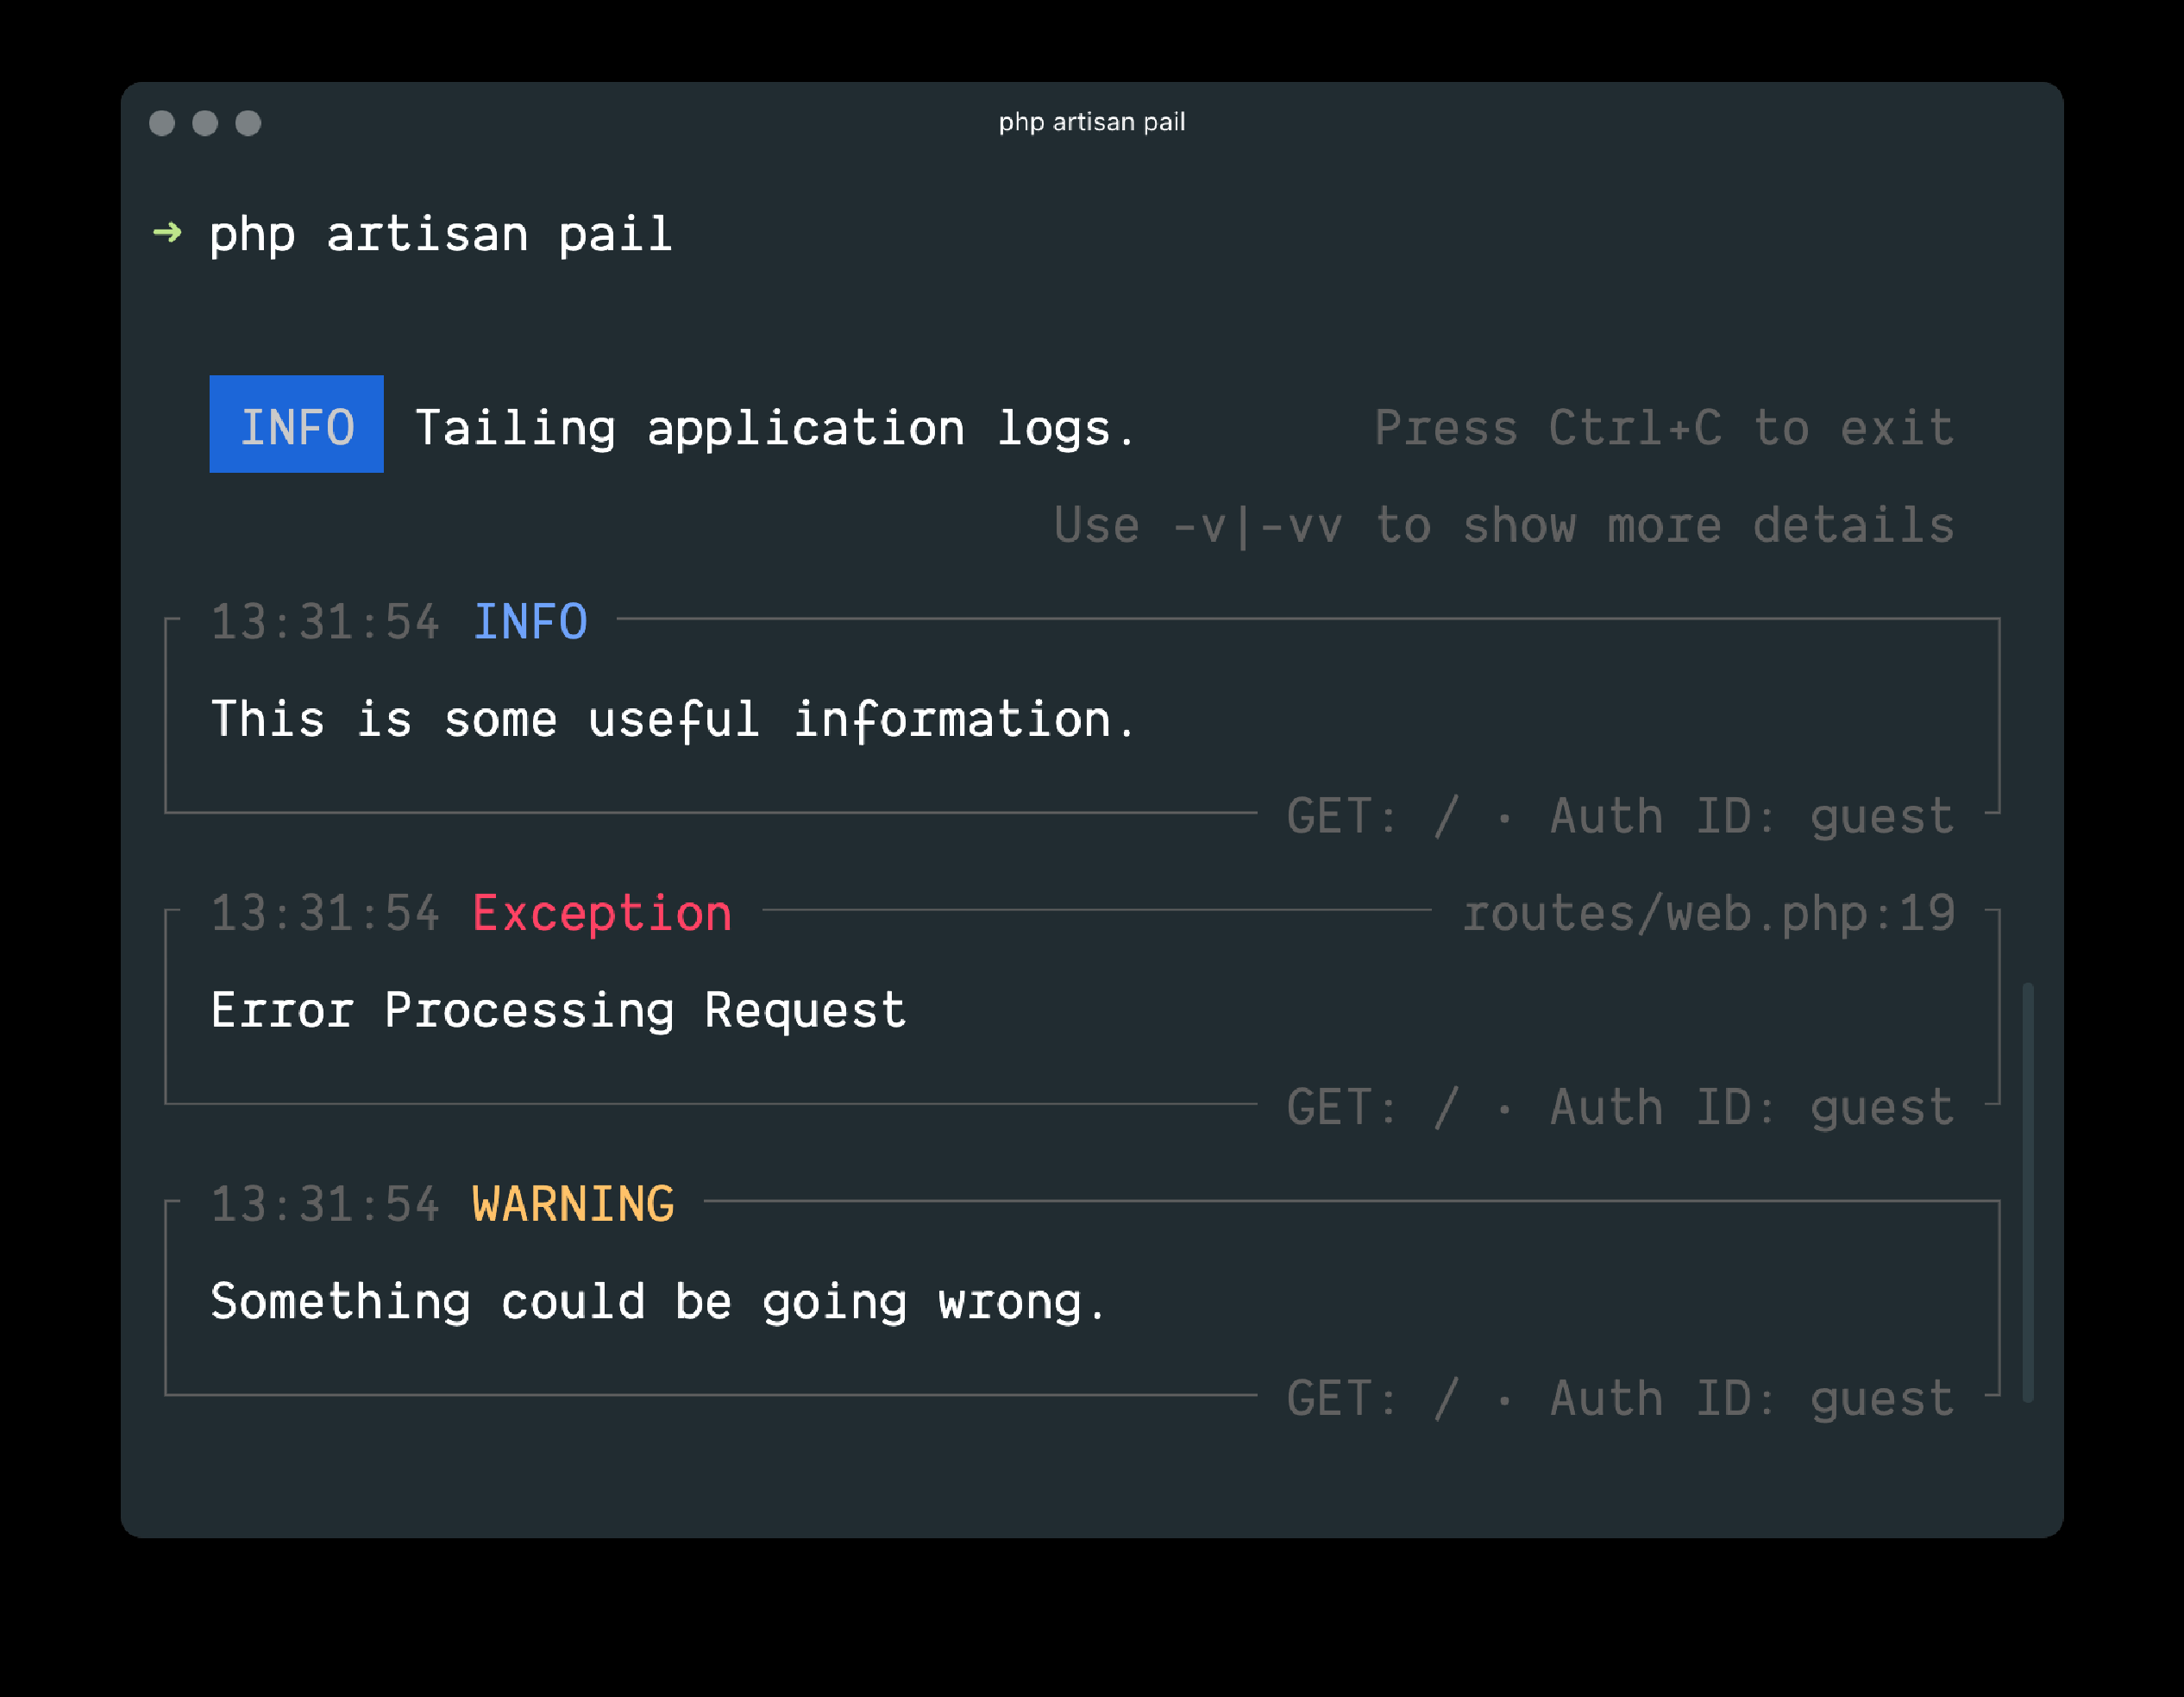 php artisan pail
➜ php artisan pail
INFO Tailing application logs. Press Ctrl+C to exit
Use -v|-vv to show more details
13:31:54 INFO
This is some useful information.
GET: / · Auth ID: guest
13:31:54 Exception routes/web.php:19
Error Processing Request
GET: / · Auth ID: guest
13:31:54 WARNING
Something could be going wrong.
GET: / · Auth ID: guest